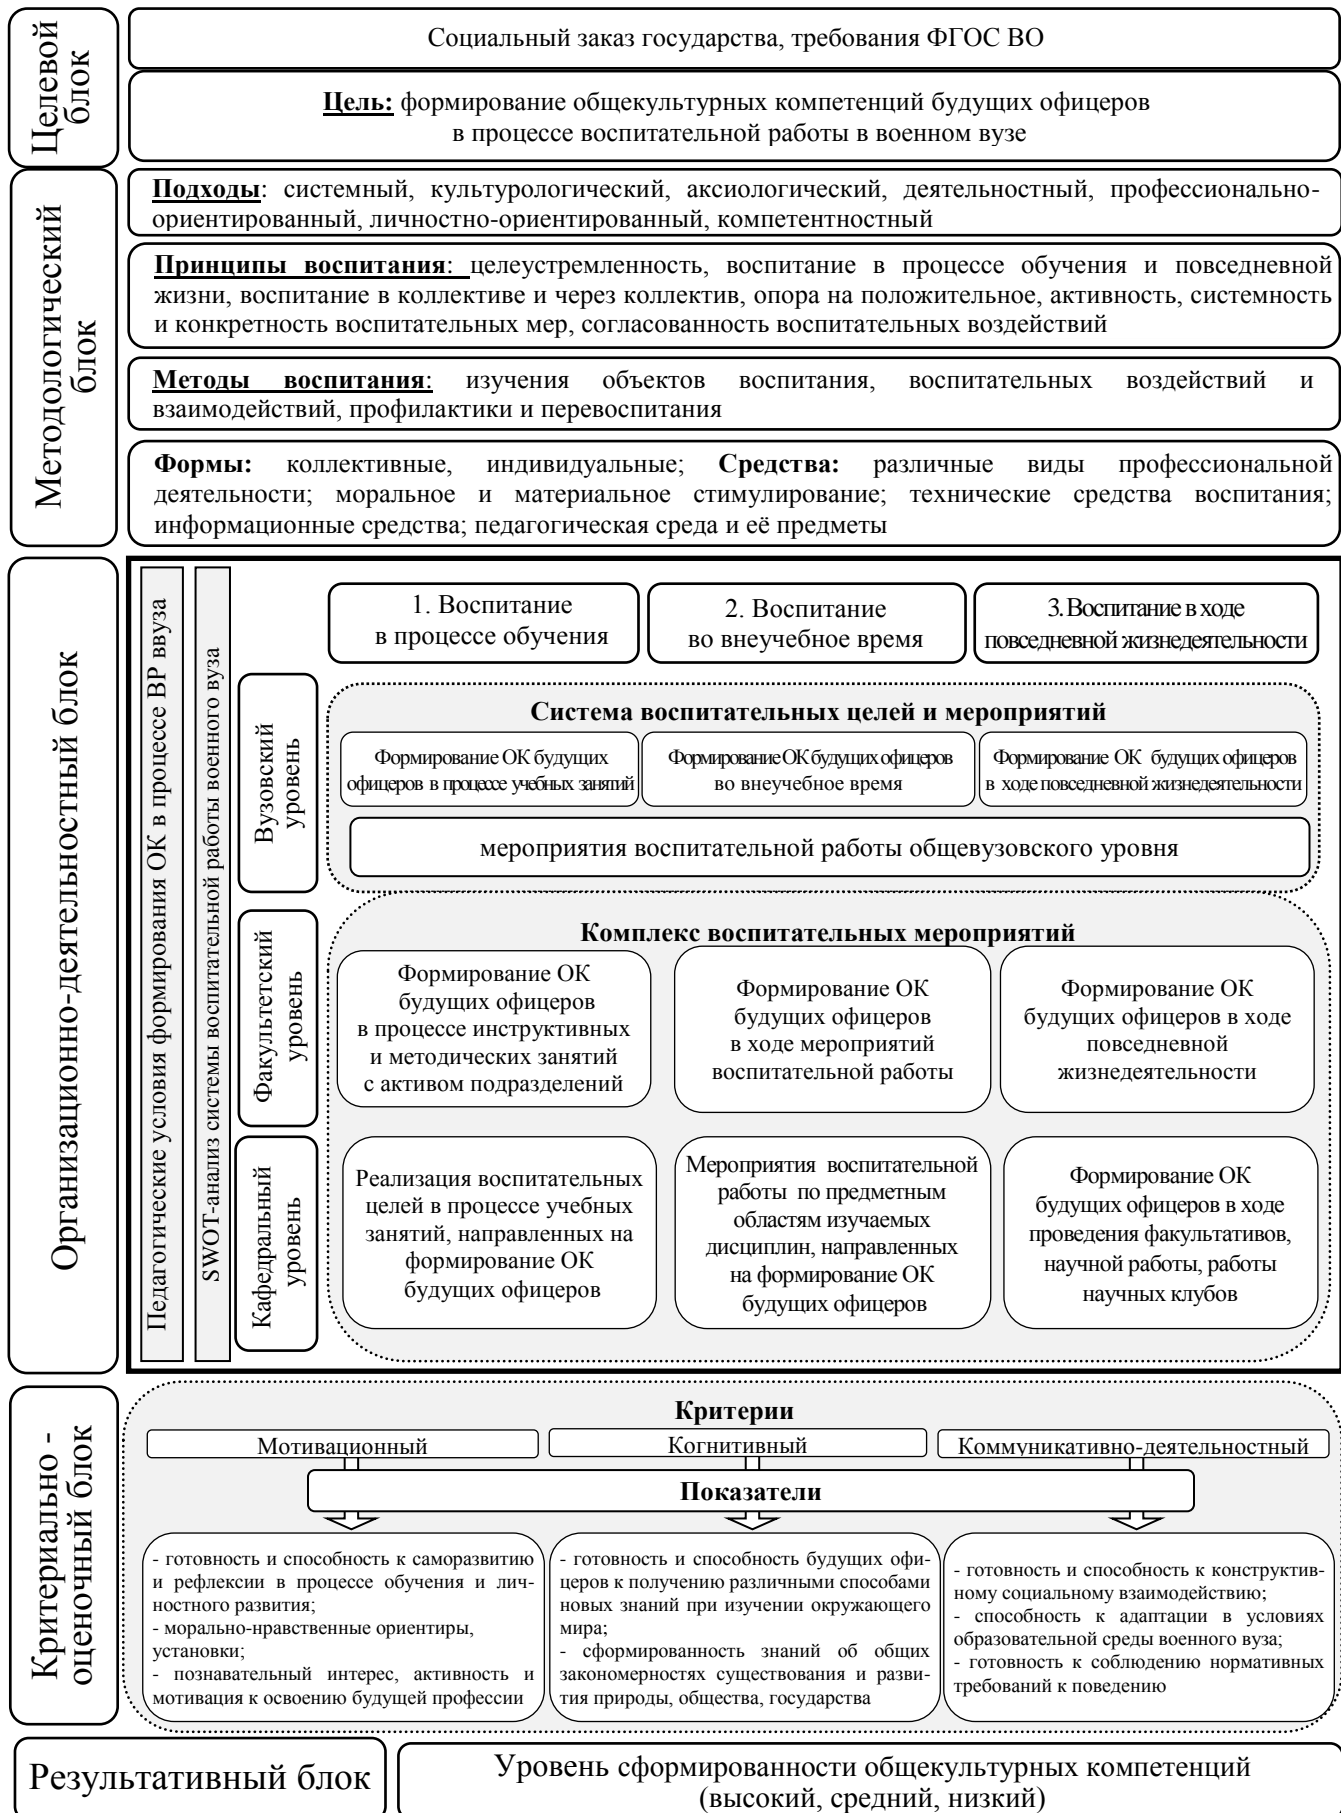 Целевой
блок
Социальный заказ государства, требования ФГОС ВО
Цель: формирование общекультурных компетенций будущих офицеров
в процессе воспитательной работы в военном вузе
Методологический
блок
Подходы: системный, культурологический, аксиологический, деятельностный, профессионально-
ориентированный, личностно-ориентированный, компетентностный
Принципы воспитания: целеустремленность, воспитание в процессе обучения и повседневной
жизни, воспитание в коллективе и через коллектив, опора на положительное, активность, системность
и конкретность воспитательных мер, согласованность воспитательных воздействий
Методы воспитания: изучения объектов воспитания, воспитательных воздействий и
взаимодействий, профилактики и перевоспитания
Формы: коллективные, индивидуальные; Средства: различные виды профессиональной
деятельности; моральное и материальное стимулирование; технические средства воспитания;
информационные средства; педагогическая среда и её предметы
Организационно-деятельностный блок
Педагогические условия формирования ОК в процессе ВР ввуза
SWOT-анализ системы воспитательной работы военного вуза
1. Воспитание
в процессе обучения
2. Воспитание
во внеучебное время
3. Воспитание в ходе
повседневной жизнедеятельности
Вузовский
уровень
Система воспитательных целей и мероприятий
Формирование ОК будущих
офицеров в процессе учебных занятий
Формирование ОК будущих офицеров
во внеучебное время
Формирование ОК будущих офицеров
в ходе повседневной жизнедеятельности
мероприятия воспитательной работы общевузовского уровня
Факультетский
уровень
Комплекс воспитательных мероприятий
Формирование ОК
будущих офицеров
в процессе инструктивных
и методических занятий
с активом подразделений
Формирование ОК
будущих офицеров
в ходе мероприятий
воспитательной работы
Формирование ОК
будущих офицеров в ходе
повседневной
жизнедеятельности
Кафедральный
уровень
Реализация воспитательных
целей в процессе учебных
занятий, направленных на
формирование ОК
будущих офицеров
Мероприятия воспитательной
работы по предметным
областям изучаемых
дисциплин, направленных
на формирование ОК
будущих офицеров
Формирование ОК
будущих офицеров в ходе
проведения факультативов,
научной работы, работы
научных клубов
Критериально -
оценочный блок
Критерии
Мотивационный
Когнитивный
Коммуникативно-деятельностный
Показатели
- готовность и способность к саморазвитию
и рефлексии в процессе обучения и лич-
ностного развития;
- морально-нравственные ориентиры,
установки;
- познавательный интерес, активность и
мотивация к освоению будущей профессии
- готовность и способность будущих офи-
церов к получению различными способами
новых знаний при изучении окружающего
мира;
- сформированность знаний об общих
закономерностях существования и разви-
тия природы, общества, государства
- готовность и способность к конструктив-
ному социальному взаимодействию;
- способность к адаптации в условиях
образовательной среды военного вуза;
- готовность к соблюдению нормативных
требований к поведению
Результативный блок
Уровень сформированности общекультурных компетенций
(высокий, средний, низкий)